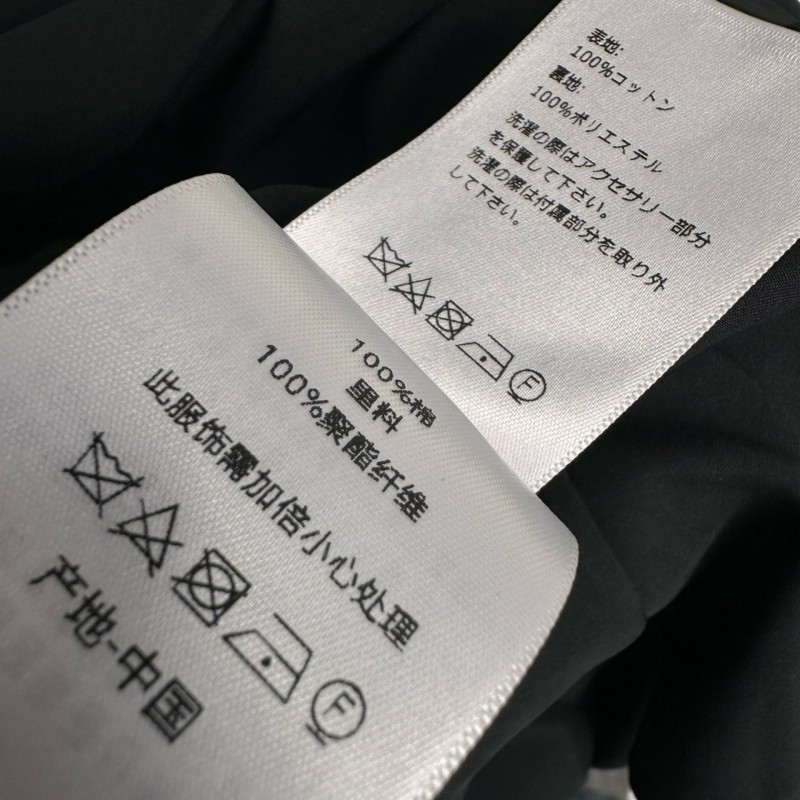 表地:
100%コットン
裏地:
100%ポリエステル
洗濯の際はアクセサリー部分
を保護して下さい。
洗濯の際は付属部分を取り外
して下さい。
F
100%棉
里料
100%聚酯纤维
此服饰需加倍小心处理
F
产地-中国